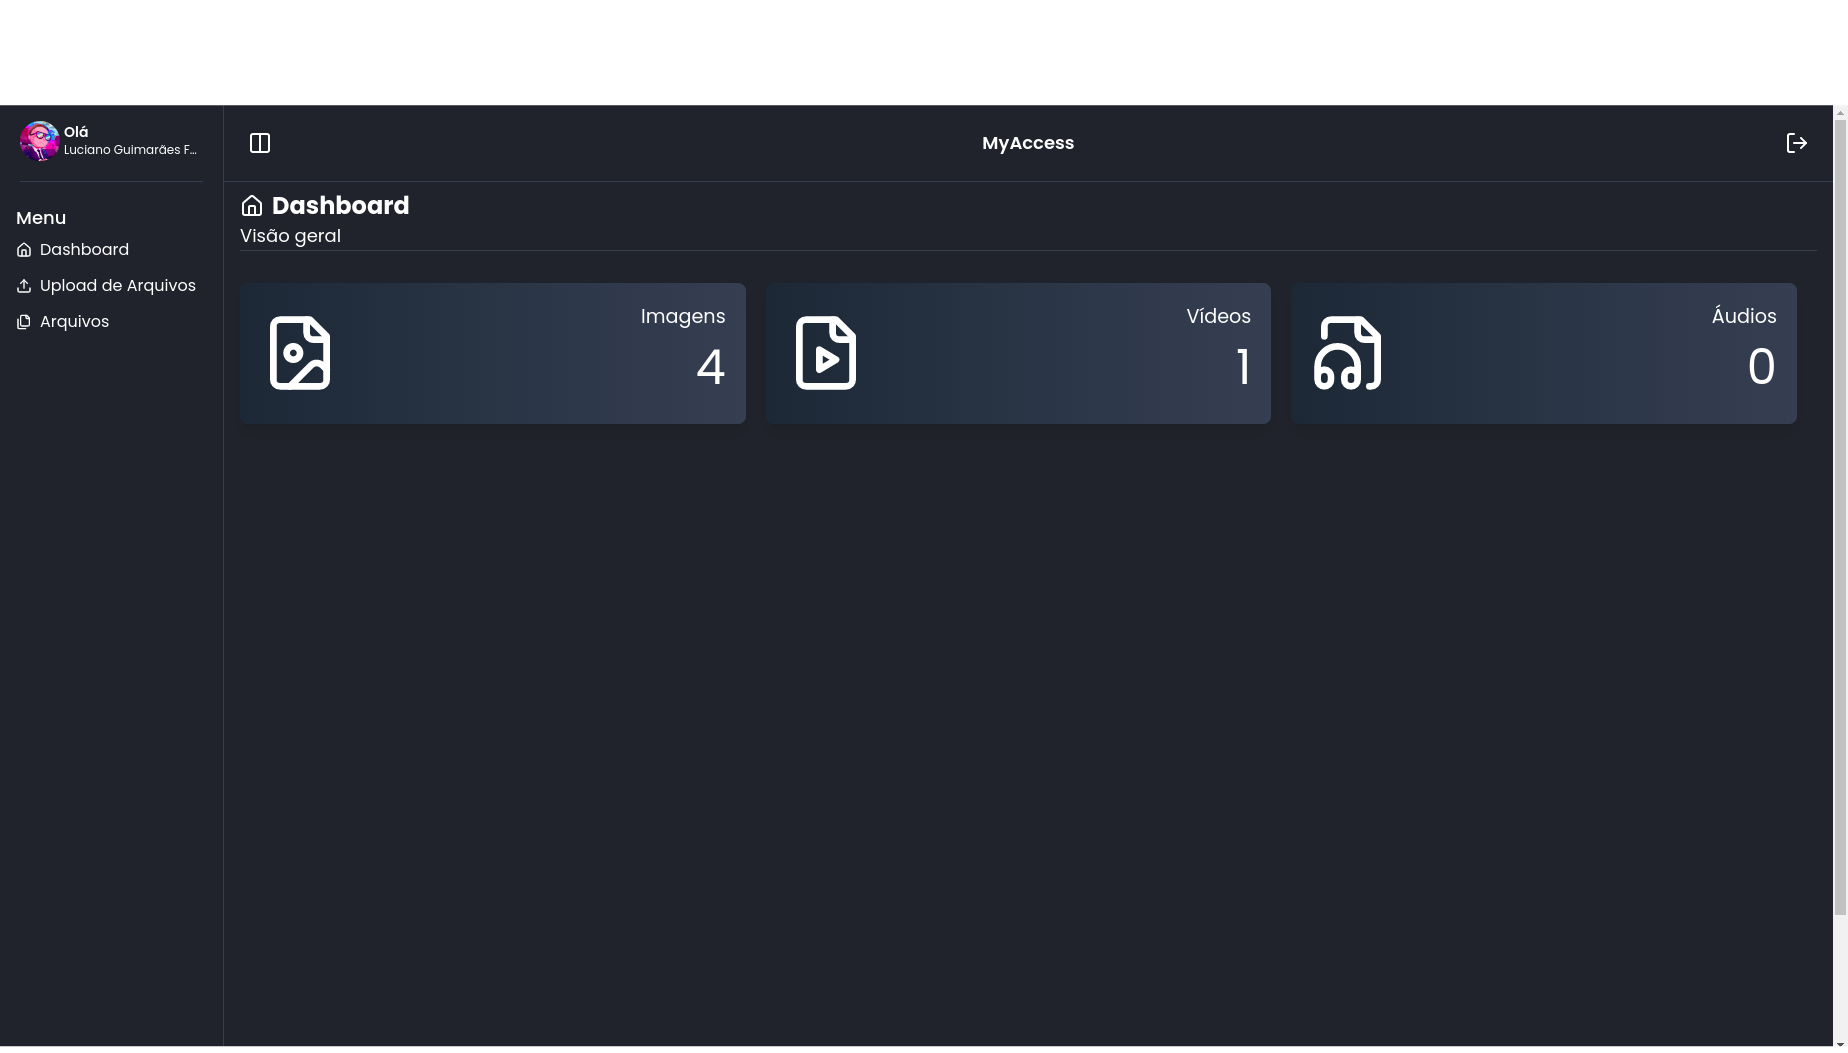 Olá
Luciano Guimarães F...
MyAccess
Menu
Dashboard
Upload de Arquivos
Arquivos
Dashboard
Visão geral
Imagens
4
Vídeos
1
Áudios
0